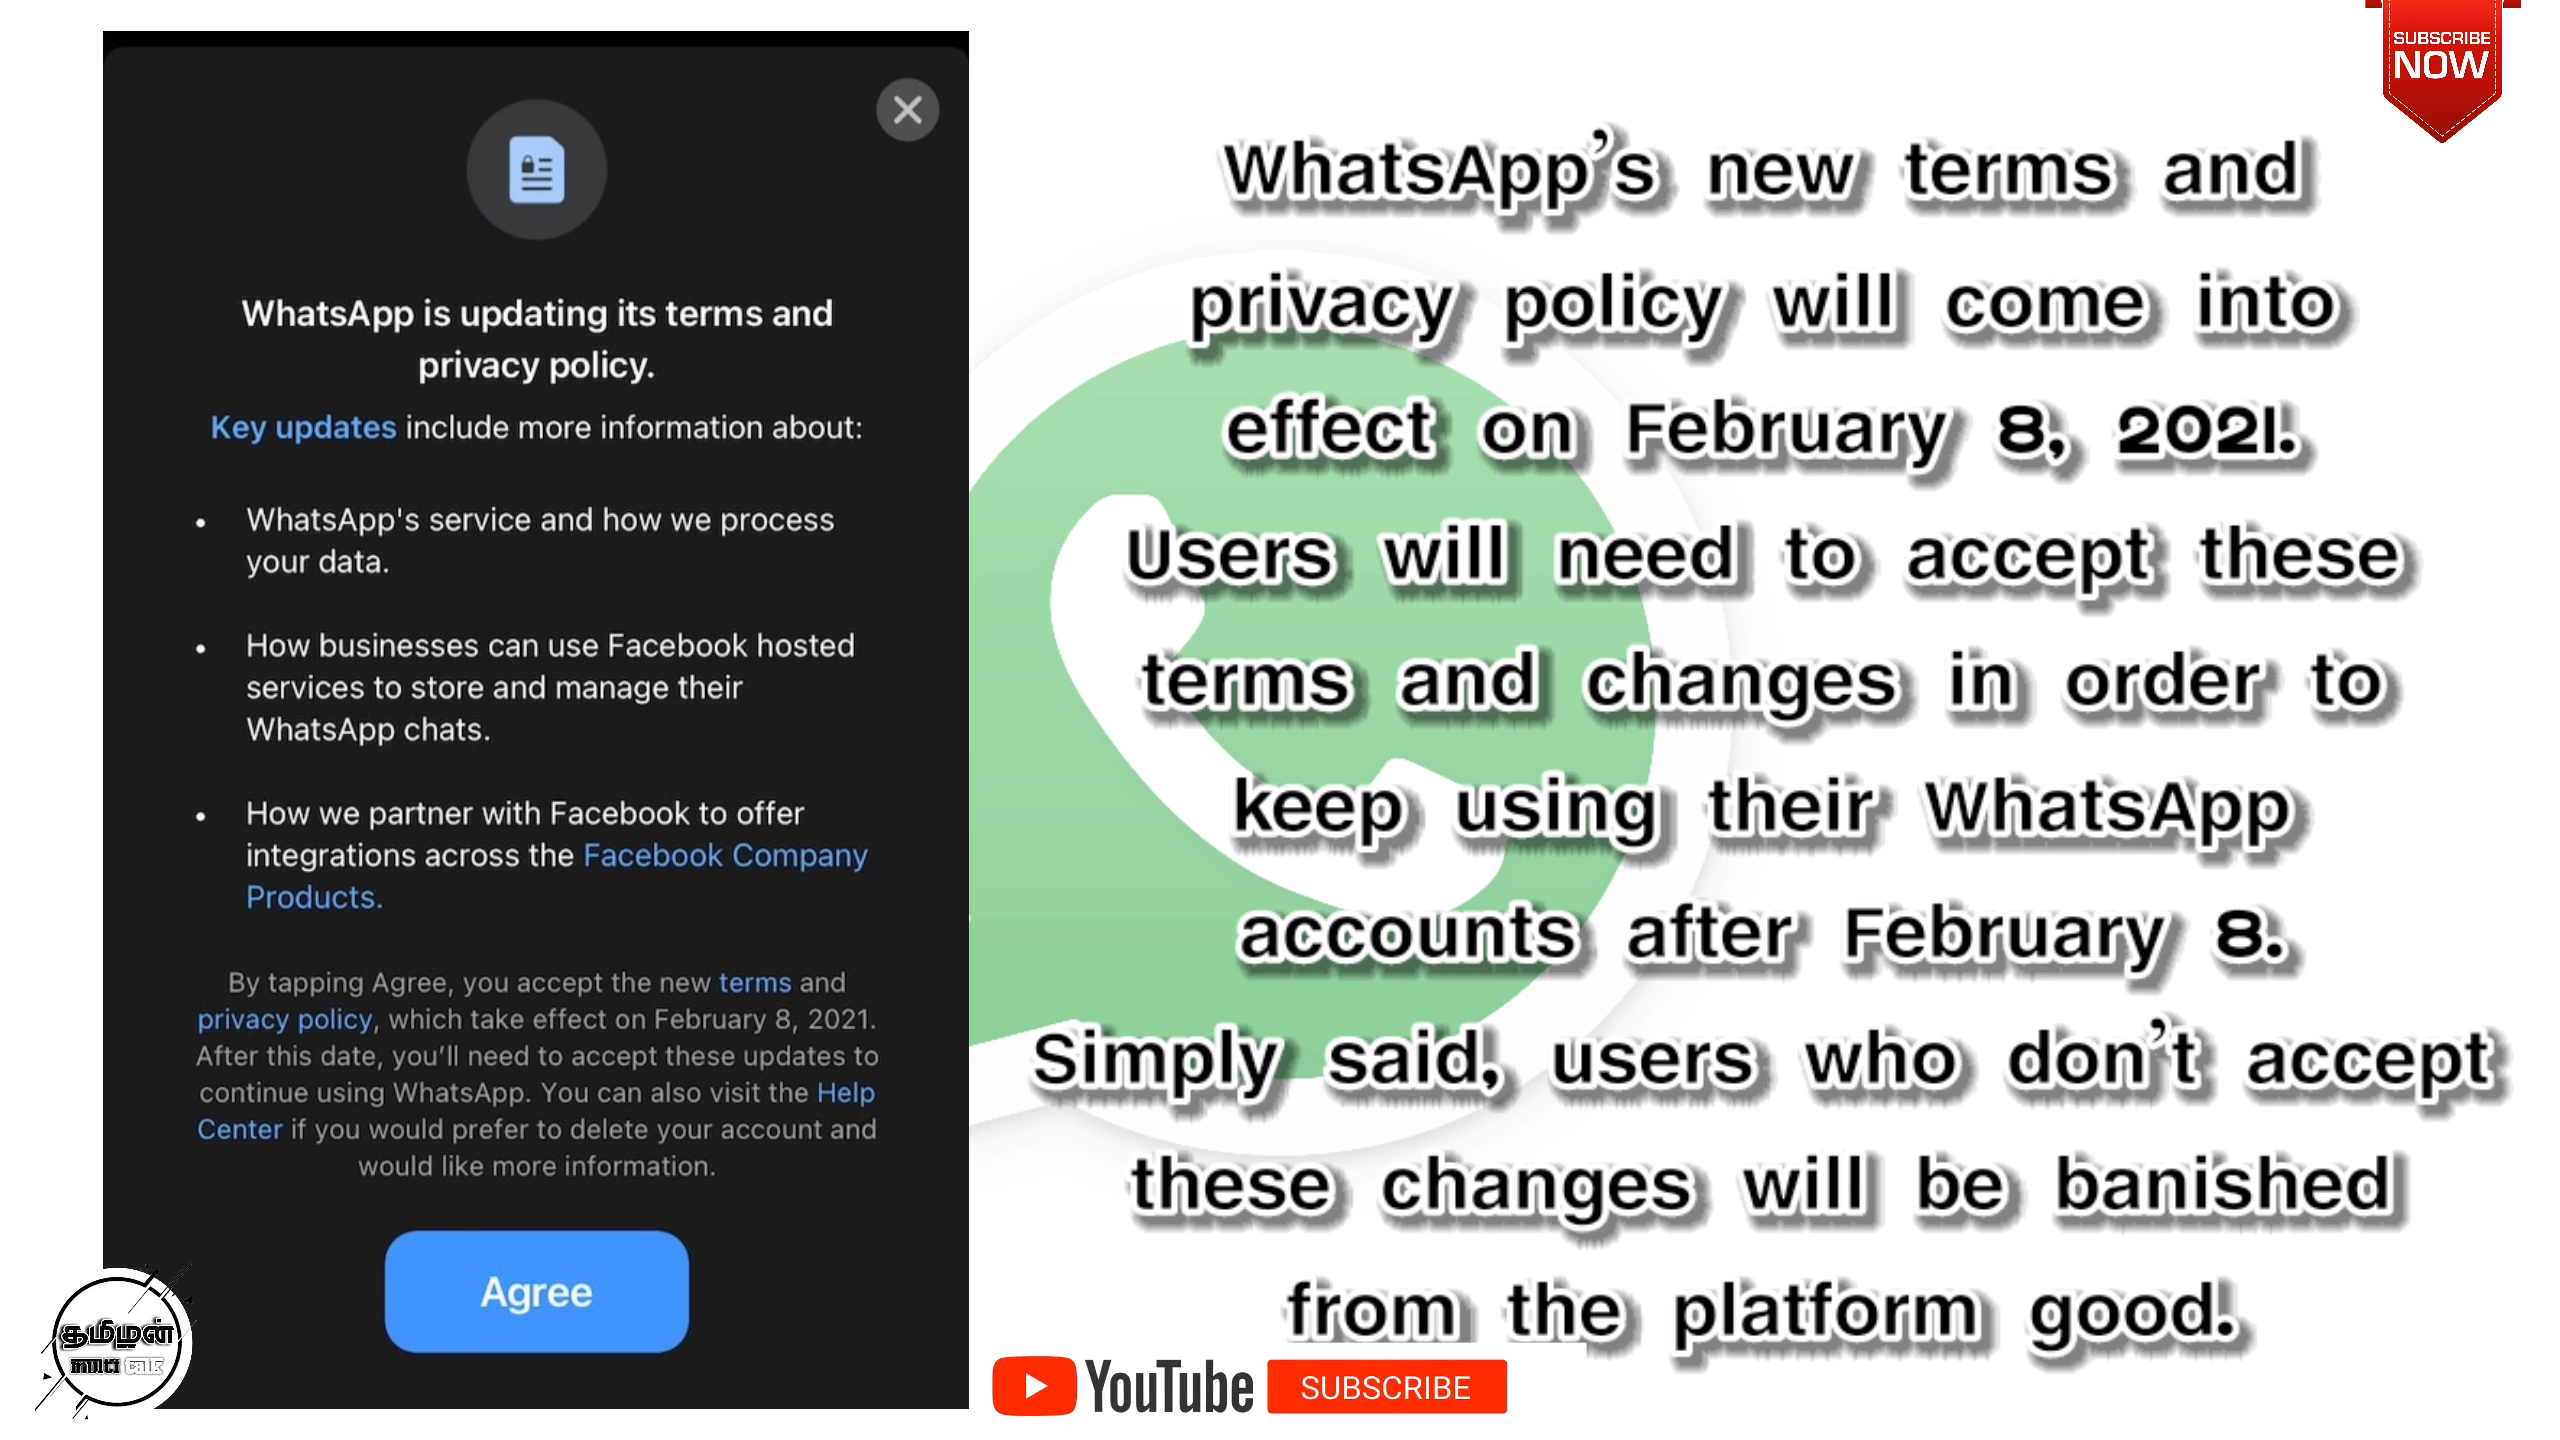 WhatsApp is updating its terms and
privacy policy.
Key updates include more information about:
• WhatsApp's service and how we process
your data.
• How businesses can use Facebook hosted
services to store and manage their
WhatsApp chats.
• How we partner with Facebook to offer
integrations across the Facebook Company
Products.
By tapping Agree, you accept the new terms and
privacy policy, which take effect on February 8, 2021.
After this date, you’ll need to accept these updates to
continue using WhatsApp. You can also visit the Help
Center if you would prefer to delete your account and
would like more information.
Agree
தமிழன்
multi talk
SUBSCRIBE
NOW
WhatsApp’s new terms and
privacy policy will come into
effect on February 8, 2021.
Users will need to accept these
terms and changes in order to
keep using their WhatsApp
accounts after February 8.
Simply said, users who don’t accept
these changes will be banished
from the platform good.
YouTube SUBSCRIBE